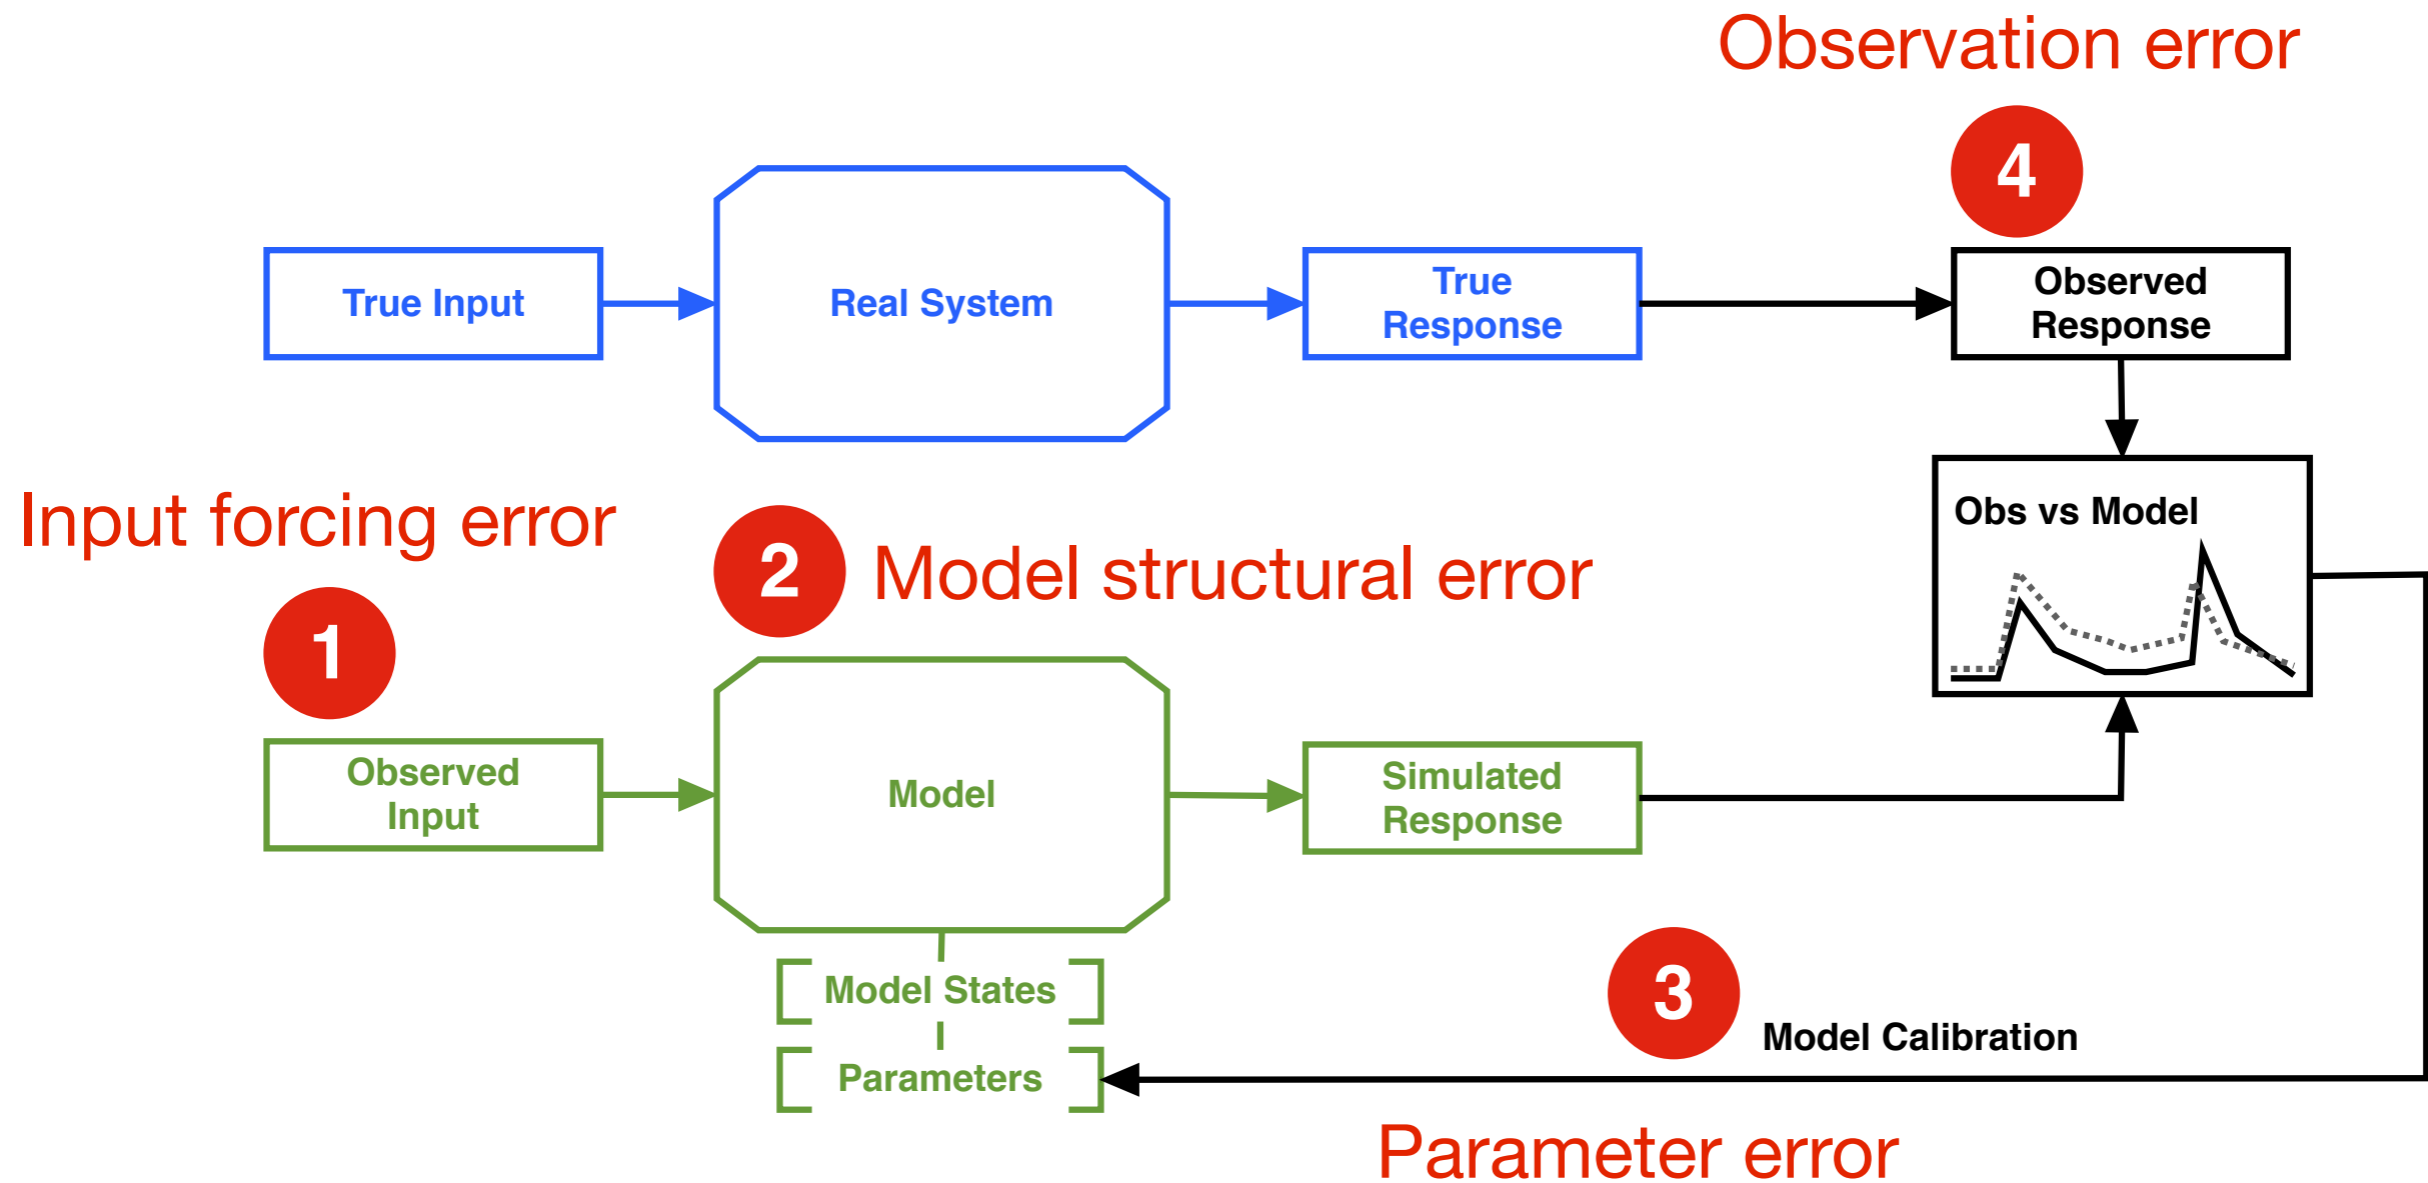 Observation error
4
True Input
Real System
True
Response
Observed
Response
Input forcing error
1
2
Model structural error
Obs vs Model
Observed
Input
Model
Simulated
Response
Model States
Parameters
3
Model Calibration
Parameter error